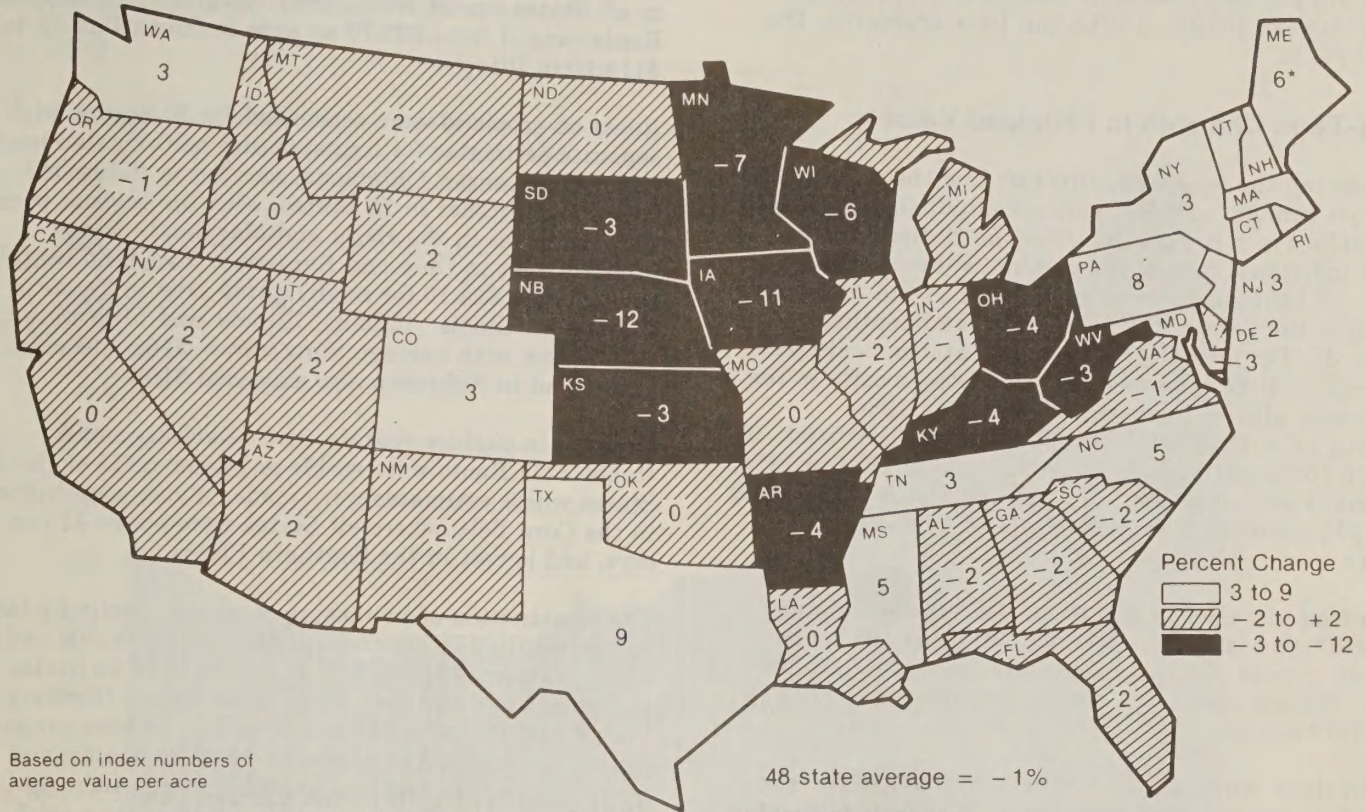 WA
3
OR
- 1
ID
0
MT
2
ND
0
MN
- 7
WI
- 6
SD
- 3
WY
2
CA
0
NV
2
UT
2
CO
3
NB
- 12
IA
- 11
KS
- 3
MO
0
IL
- 2
IN
- 1
Mi
0
OH
- 4
WV
- 3
KY
- 4
VA
- 1
PA
8
NY
3
ME
6*
VT
NH
MA
CT
RI
NJ 3
DE 2
MD
- 3
NC
5
TN
3
SC
- 2
GA
- 2
AL
- 2
MS
5
AR
- 4
LA
0
FL
2
OK
0
TX
9
NM
2
AZ
2
Percent Change
3 to 9
- 2 to + 2
- 3 to - 12
Based on index numbers of
average value per acre
48 state average = - 1%